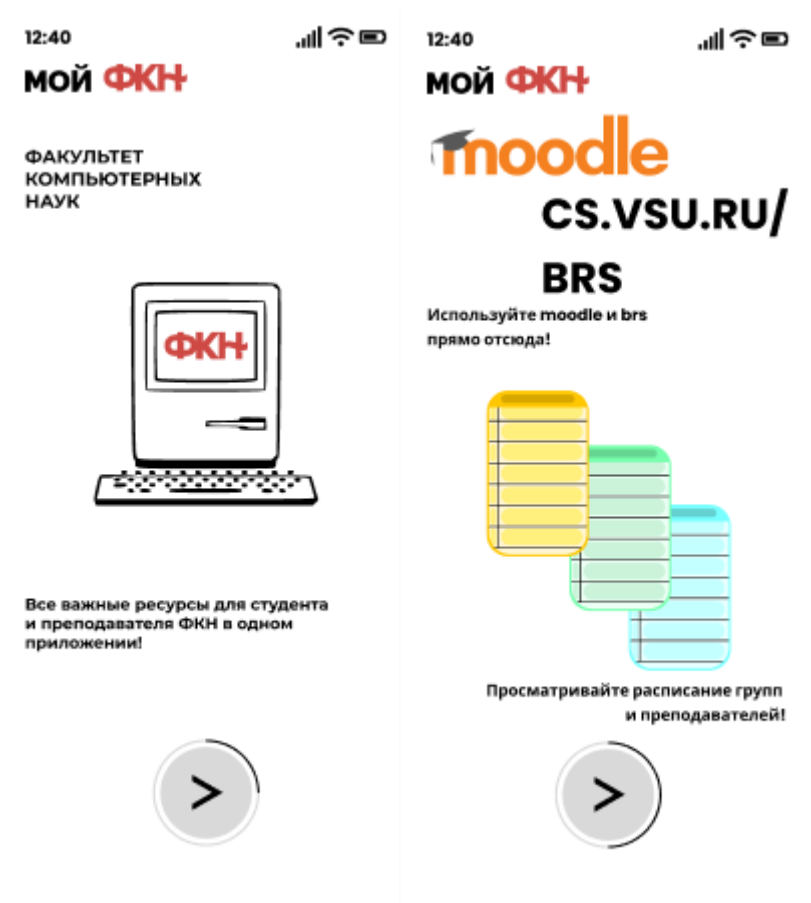 12:40
МОЙ ФКН
ФАКУЛЬТЕТ
КОМПЬЮТЕРНЫХ
НАУК
ФКН
Все важные ресурсы для студента
и преподавателя ФКН в одном
приложении!
>
12:40
МОЙ ФКН
moodle
CS.VSU.RU/
BRS
Используйте moodle и brs
прямо отсюда!
Просматривайте расписание групп
и преподавателей!
>